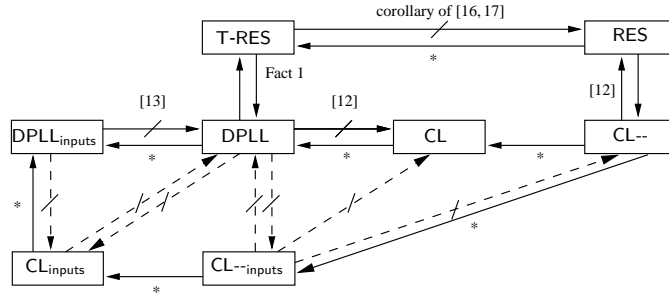 corollary of [16, 17]
T-RES
RES
*
Fact 1
[12]
[13]
[12]
DPLLinputs
DPLL
CL
CL--
*
*
*
*
*
CLinputs
CL--inputs
*